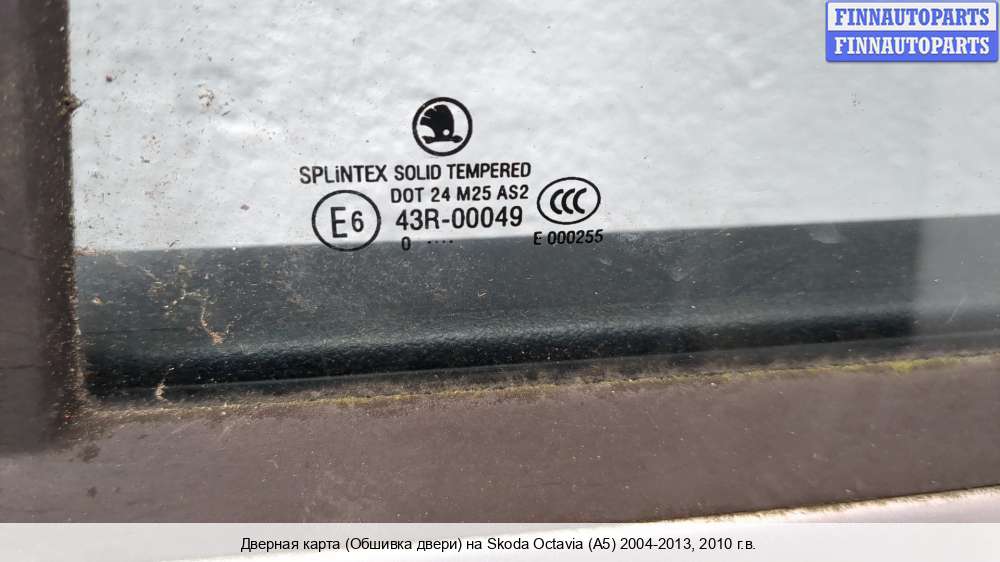 FINNAUTOPARTS
FINNAUTOPARTS
SPLiNTEX SOLID TEMPERED
DOT 24 M25 AS2
E6 43R-00049 CCC
0 ....
E 000255
Дверная карта (Обшивка двери) на Skoda Octavia (A5) 2004-2013, 2010 г.в.